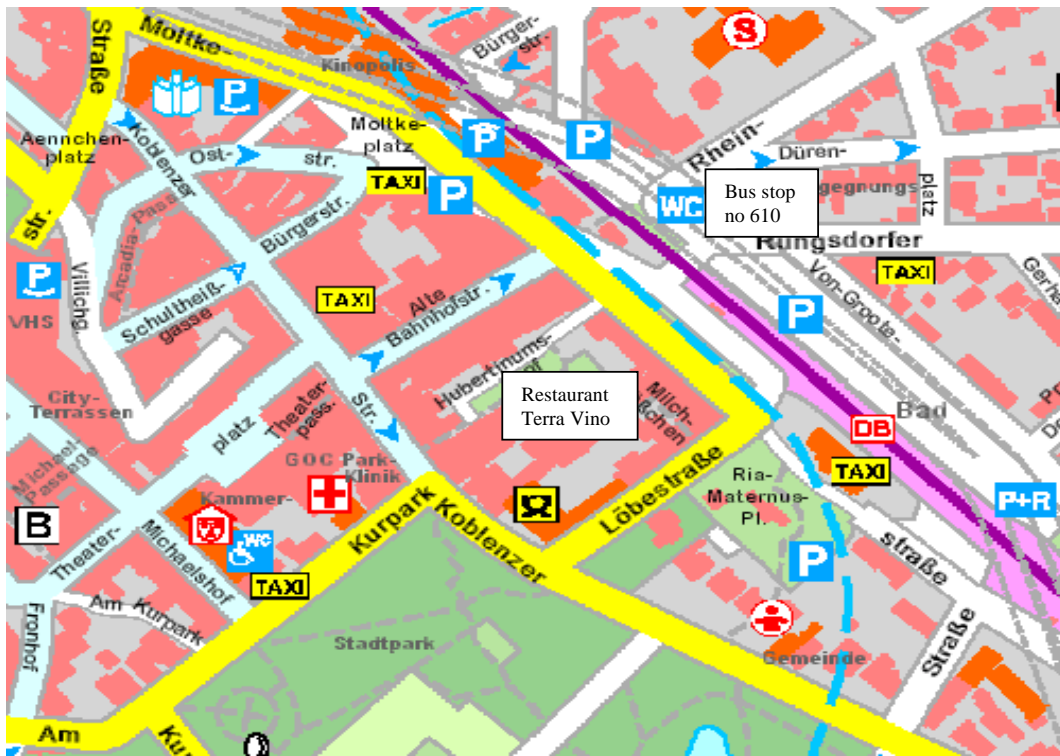 Straße
Moltke-
Kinopolis
Bürger-
str.
S
Aennchen-
platz
Koblenzer
P
Moltke-
platz
Ost-
str.
TAXI
P
P
P
Rhein-
Düren-
platz
WC
Bus stop
no 610
gegnungs
Rüngsdorfer
TAXI
Von-Groote-
str.
Arcadia-Pass.
Bürgerstr.
P
VHS
Villichg.
Schultheiß-
gasse
TAXI
Alte
Bahnhofstr.
P
City-
Terrassen
Hubertinums-
hof
Restaurant
Terra Vino
Milch-
Bad
DB
TAXI
Michael-
Passage
platz
Theater-
pass.
Str.
GOC Park-
Klinik
Kammer-
B
Theater-
Michaelshof
WC
TAXI
Kurpark
Koblenzer
Löbestraße
Ria-
Maternus-
Pl.
P
P+R
straße
Straße
Am Kurpark
Fronhof
Stadtpark
Gemeinde
Am
Kur